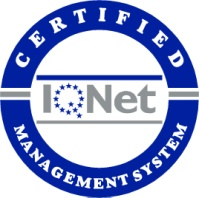 CERTIFIED
IQNet
MANAGEMENT SYSTEM